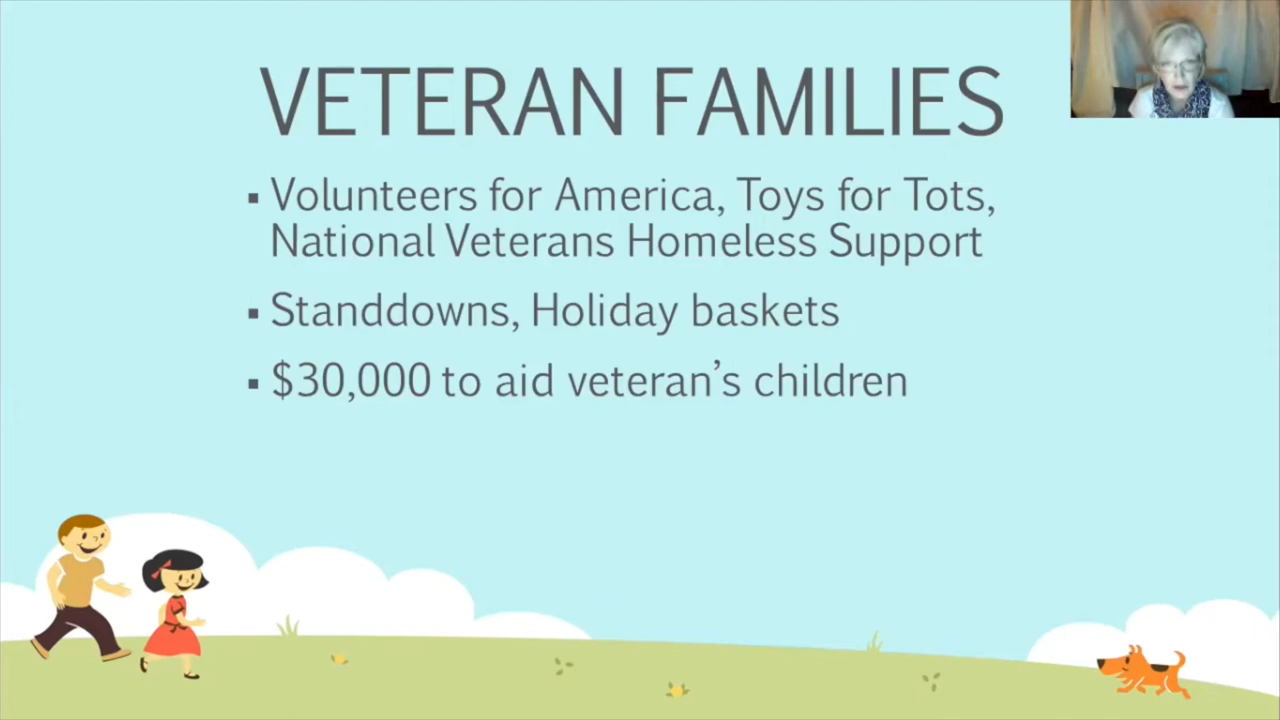 VETERAN FAMILIES
▪ Volunteers for America, Toys for Tots,
National Veterans Homeless Support
▪ Standdowns, Holiday baskets
▪ $30,000 to aid veteran’s children